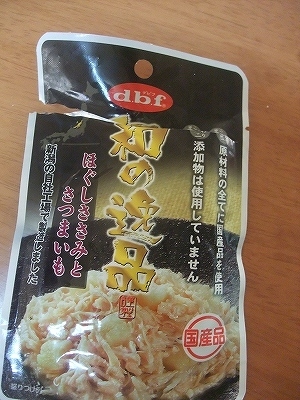 デビフ
dbf
和の逸品
ほぐしささみと
さつまいも
新潟の自社工場で製造しました
原材料の全てに国産品を使用
添加物は使用していません
国産品